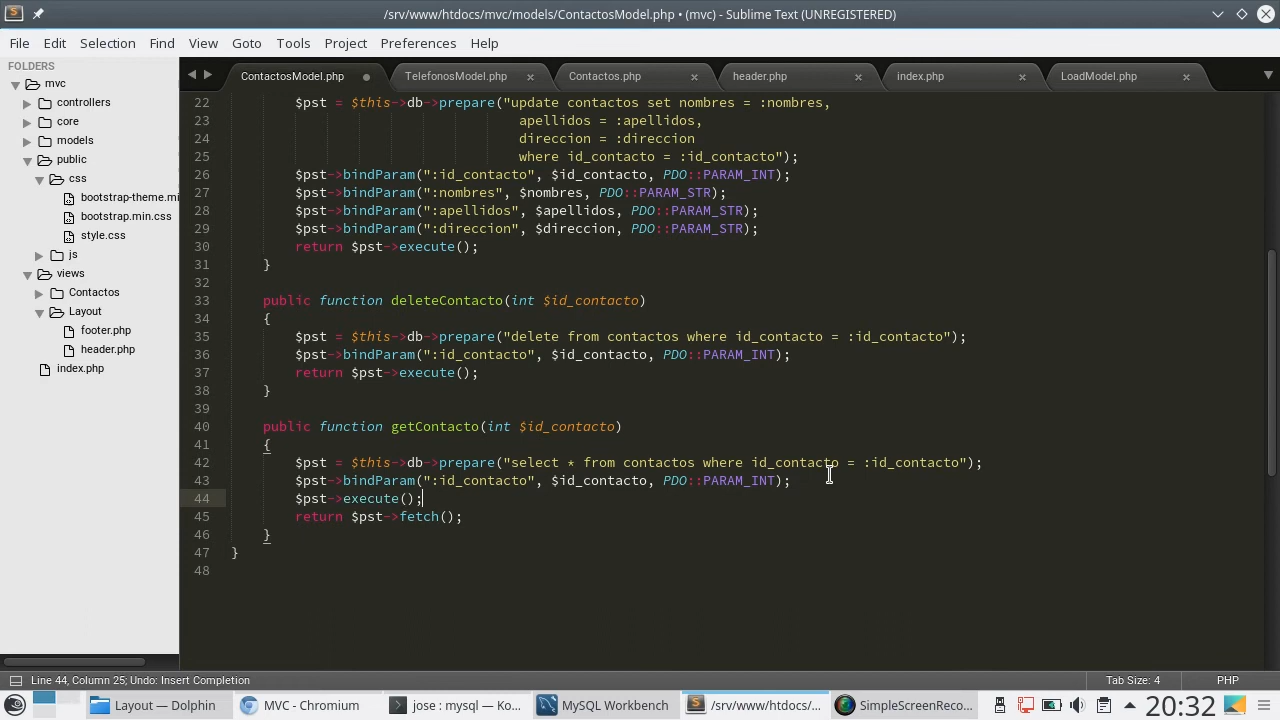 /srv/www/htdocs/mvc/models/ContactosModel.php • (mvc) - Sublime Text (UNREGISTERED)
File Edit Selection Find View Goto Tools Project Preferences Help
FOLDERS
mvc
controllers
core
models
public
css
bootstrap-theme.mi
bootstrap.min.css
style.css
js
views
Contactos
Layout
footer.php
header.php
index.php
ContactosModel.php TelefonosModel.php Contactos.php header.php index.php LoadModel.php
22 $pst = $this->db->prepare("update contactos set nombres = :nombres,
23 apellidos = :apellidos,
24 direccion = :direccion
25 where id_contacto = :id_contacto");
26 $pst->bindParam(":id_contacto", $id_contacto, PDO::PARAM_INT);
27 $pst->bindParam(":nombres", $nombres, PDO::PARAM_STR);
28 $pst->bindParam(":apellidos", $apellidos, PDO::PARAM_STR);
29 $pst->bindParam(":direccion", $direccion, PDO::PARAM_STR);
30 return $pst->execute();
31 }
32
33 public function deleteContacto(int $id_contacto)
34 {
35 $pst = $this->db->prepare("delete from contactos where id_contacto = :id_contacto");
36 $pst->bindParam(":id_contacto", $id_contacto, PDO::PARAM_INT);
37 return $pst->execute();
38 }
39
40 public function getContacto(int $id_contacto)
41 {
42 $pst = $this->db->prepare("select * from contactos where id_contacto = :id_contacto");
43 $pst->bindParam(":id_contacto", $id_contacto, PDO::PARAM_INT);
44 $pst->execute();
45 return $pst->fetch();
46 }
47 }
48
Line 44, Column 25; Undo: Insert Completion Tab Size: 4 PHP
Layout — Dolphin MVC - Chromium jose : mysql — Ko... MySQL Workbench /srv/www/htdocs/... SimpleScreenReco... 20:32